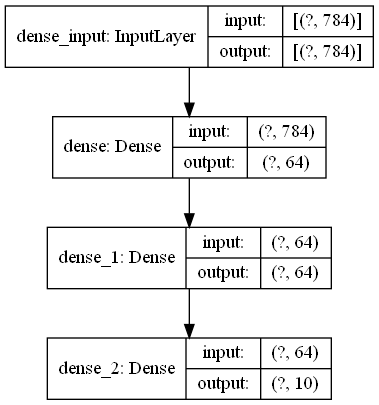 dense_input: InputLayer
input: [(?, 784)]
output: [(?, 784)]
dense: Dense
input: (?, 784)
output: (?, 64)
dense_1: Dense
input: (?, 64)
output: (?, 64)
dense_2: Dense
input: (?, 64)
output: (?, 10)